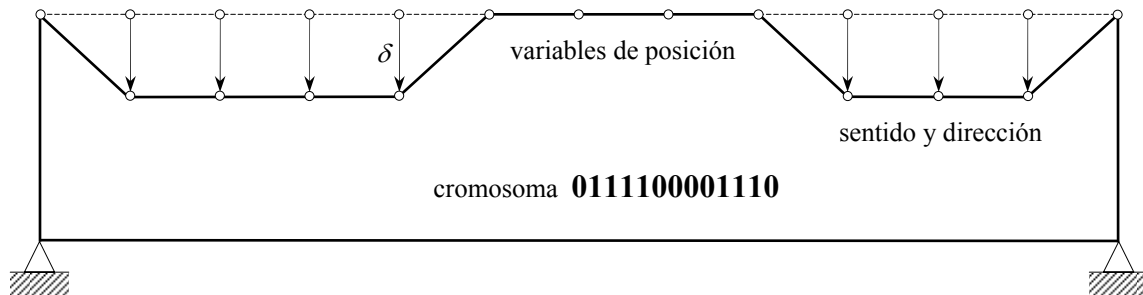 δ
variables de posición
sentido y dirección
cromosoma 0111100001110